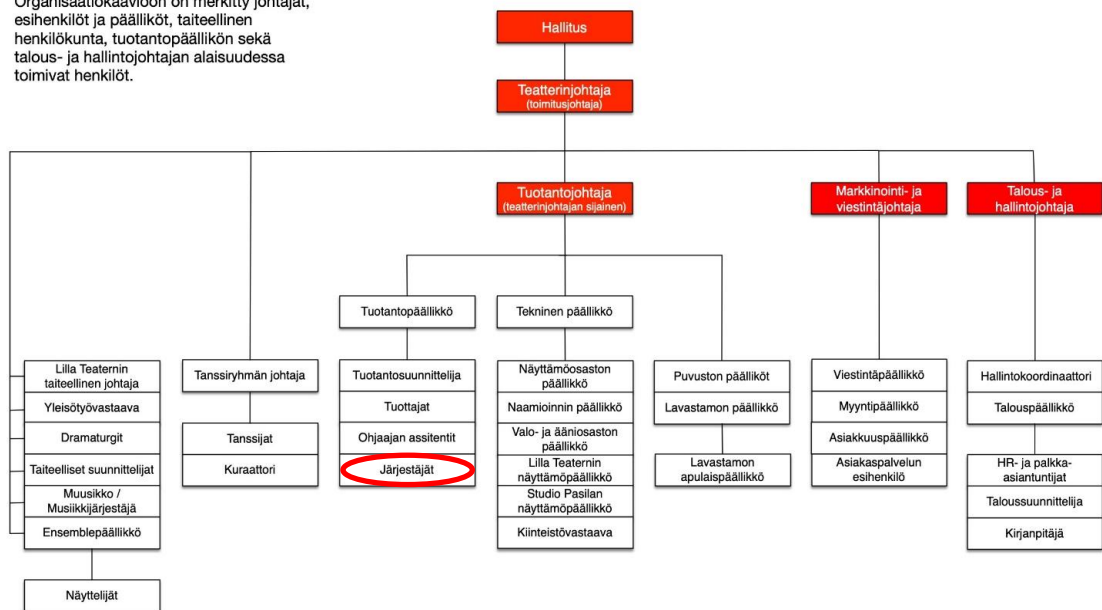 Organisaatiokaavioon on merkitty johtajat,
esihenkilöt ja päälliköt, taiteellinen
henkilökunta, tuotantopäällikön sekä
talous- ja hallintojohtajan alaisuudessa
toimivat henkilöt.
Hallitus
Teatterinjohtaja
(toimitusjohtaja)
Tuotantojohtaja
(teatterinjohtajan sijainen)
Markkinointi- ja
viestintäjohtaja
Talous- ja
hallintojohtaja
Tuotantopäällikkö
Tekninen päällikkö
Lilla Teaternin
taiteellinen johtaja
Yleisötyövastaava
Dramaturgit
Taiteelliset suunnittelijat
Muusikko /
Musiikkijärjestäjä
Ensemblepäällikkö
Näyttelijät
Tanssiryhmän johtaja
Tanssijat
Kuraattori
Tuotantosuunnittelija
Tuottajat
Ohjaajan assitentit
Järjestäjät
Näyttämöosaston
päällikkö
Naamioinnin päällikkö
Valo- ja ääniosaston
päällikkö
Lilla Teaternin
näyttämöpäällikkö
Studio Pasilan
näyttämöpäällikkö
Kiinteistövastaava
Puvuston päälliköt
Lavastamon päällikkö
Lavastamon
apulaispäällikkö
Viestintäpäällikkö
Myyntipäällikkö
Asiakkuuspäällikkö
Asiakaspalvelun
esihenkilö
Hallintokoordinaattori
Talouspäällikkö
HR- ja palkka-
asiantuntijat
Taloussuunnittelija
Kirjanpitäjä